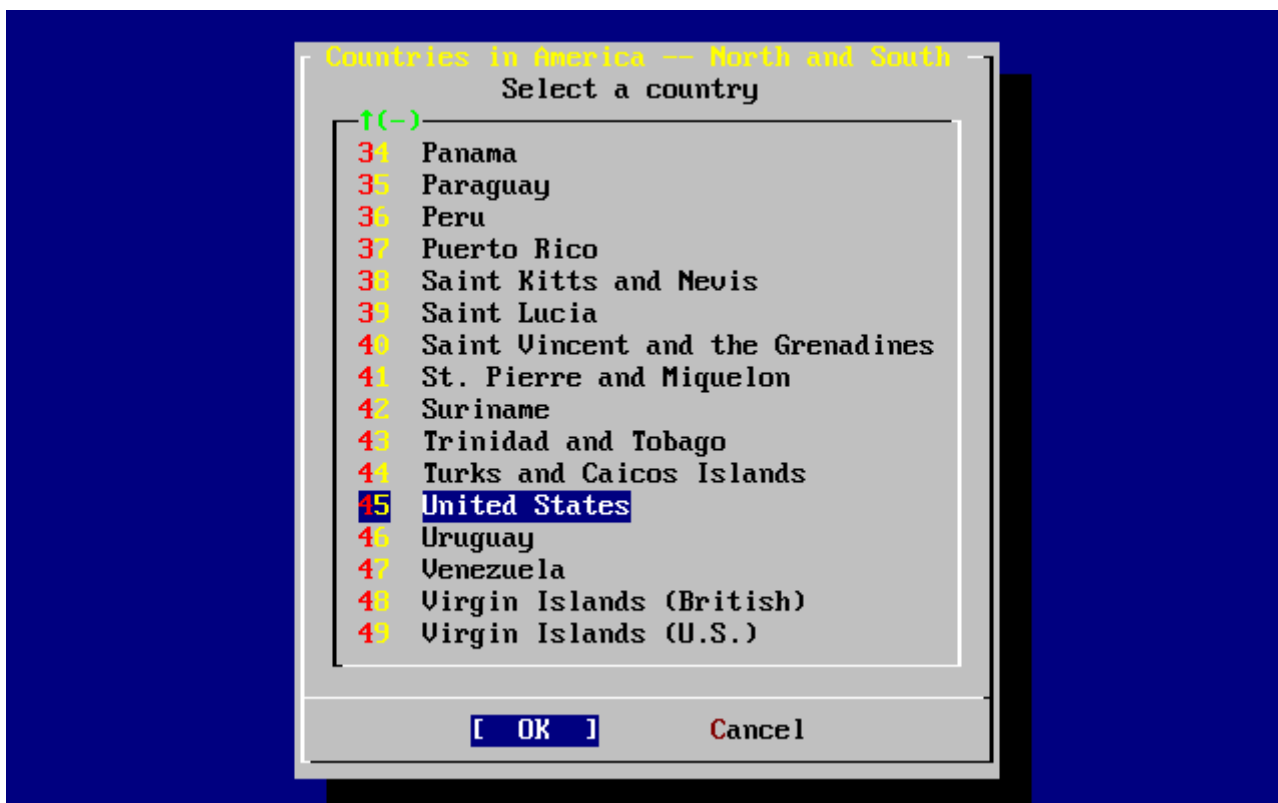 Countries in America -- North and South
Select a country
↑(-)
34 Panama
35 Paraguay
36 Peru
37 Puerto Rico
38 Saint Kitts and Nevis
39 Saint Lucia
40 Saint Vincent and the Grenadines
41 St. Pierre and Miquelon
42 Suriname
43 Trinidad and Tobago
44 Turks and Caicos Islands
45 United States
46 Uruguay
47 Venezuela
48 Virgin Islands (British)
49 Virgin Islands (U.S.)
[ OK ] Cancel